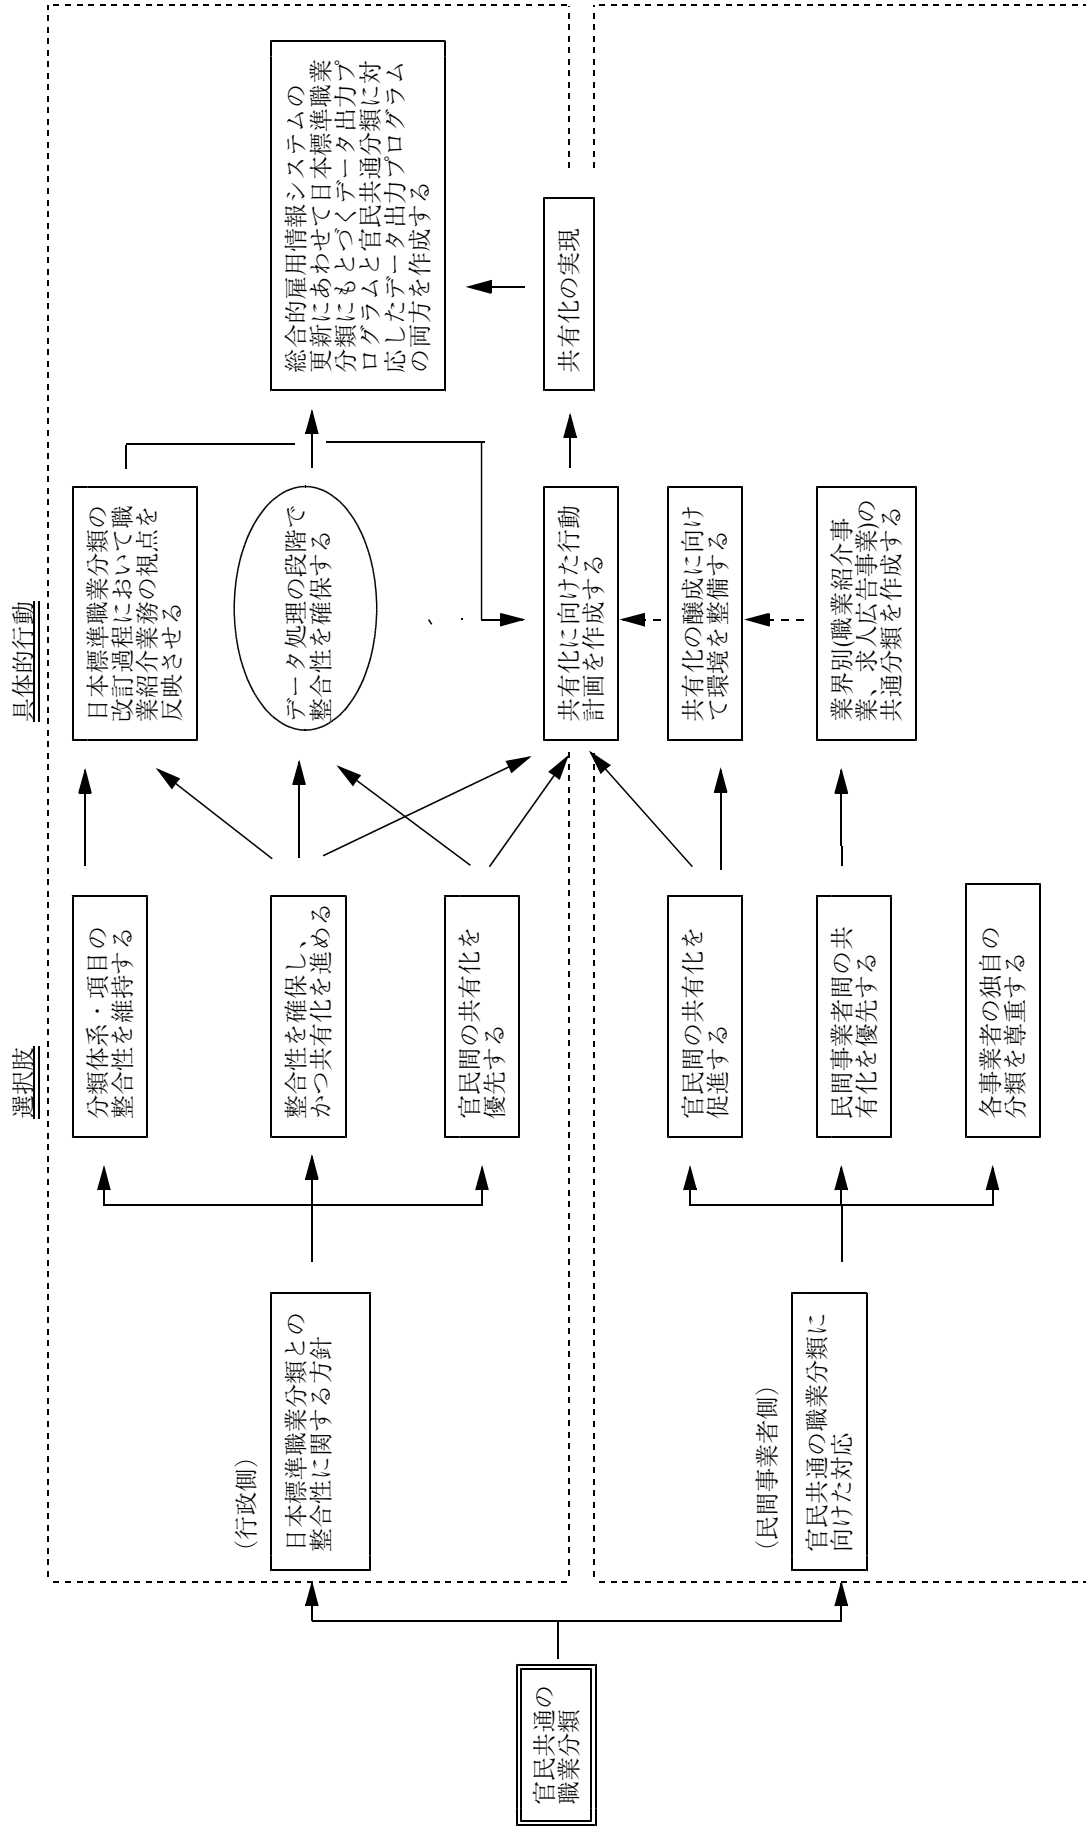 選択肢
具体的行動
官民共通の
職業分類
(行政側)
日本標準職業分類との
整合性に関する方針
分類体系・項目の
整合性を維持する
整合性を確保し、
かつ共有化を進める
官民間の共有化を
優先する
日本標準職業分類の
改訂過程において職
業紹介業務の視点を
反映させる
データ処理の段階で
整合性を確保する
共有化に向けた行動
計画を作成する
総合的雇用情報システムの
更新にあわせて日本標準職業
分類にもとづくデータ出力プ
ログラムと官民共通分類に対
応したデータ出力プログラム
の両方を作成する
共有化の実現
(民間事業者側)
官民共通の職業分類に
向けた対応
官民間の共有化を
促進する
民間事業者間の共
有化を優先する
各事業者の独自の
分類を尊重する
共有化の醸成に向け
て環境を整備する
業界別(職業紹介事
業、求人広告事業)の
共通分類を作成する